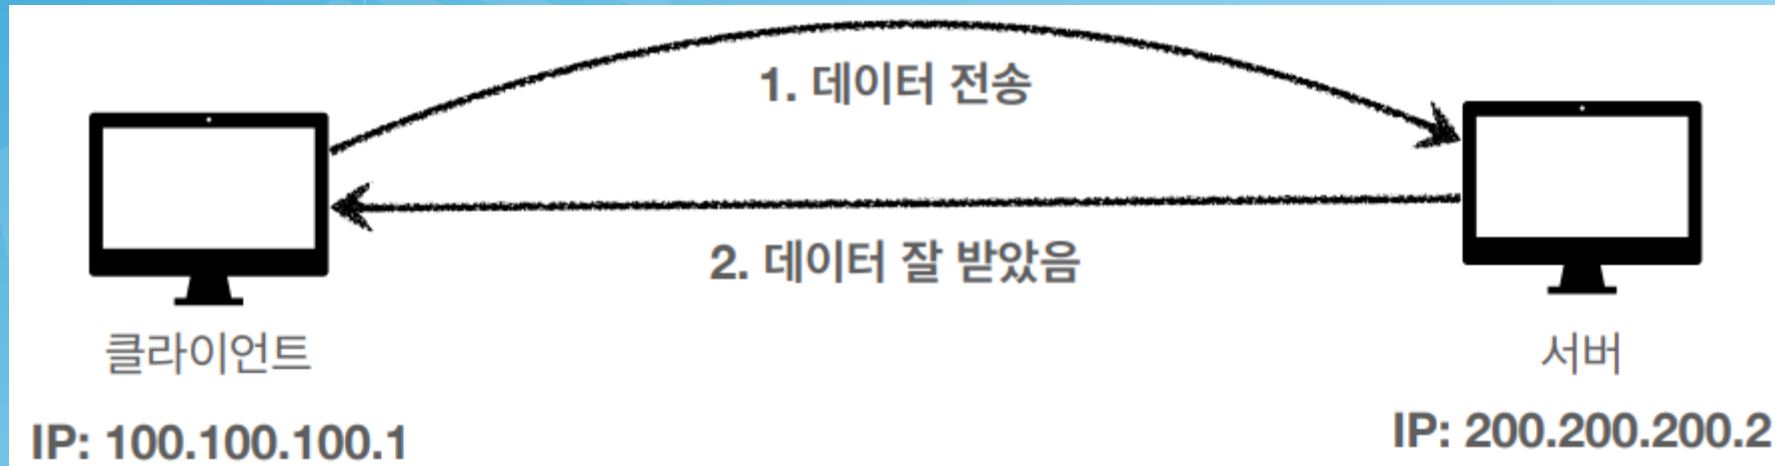 1. 데이터 전송
2. 데이터 잘 받았음
클라이언트
서버
IP: 100.100.100.1
IP: 200.200.200.2